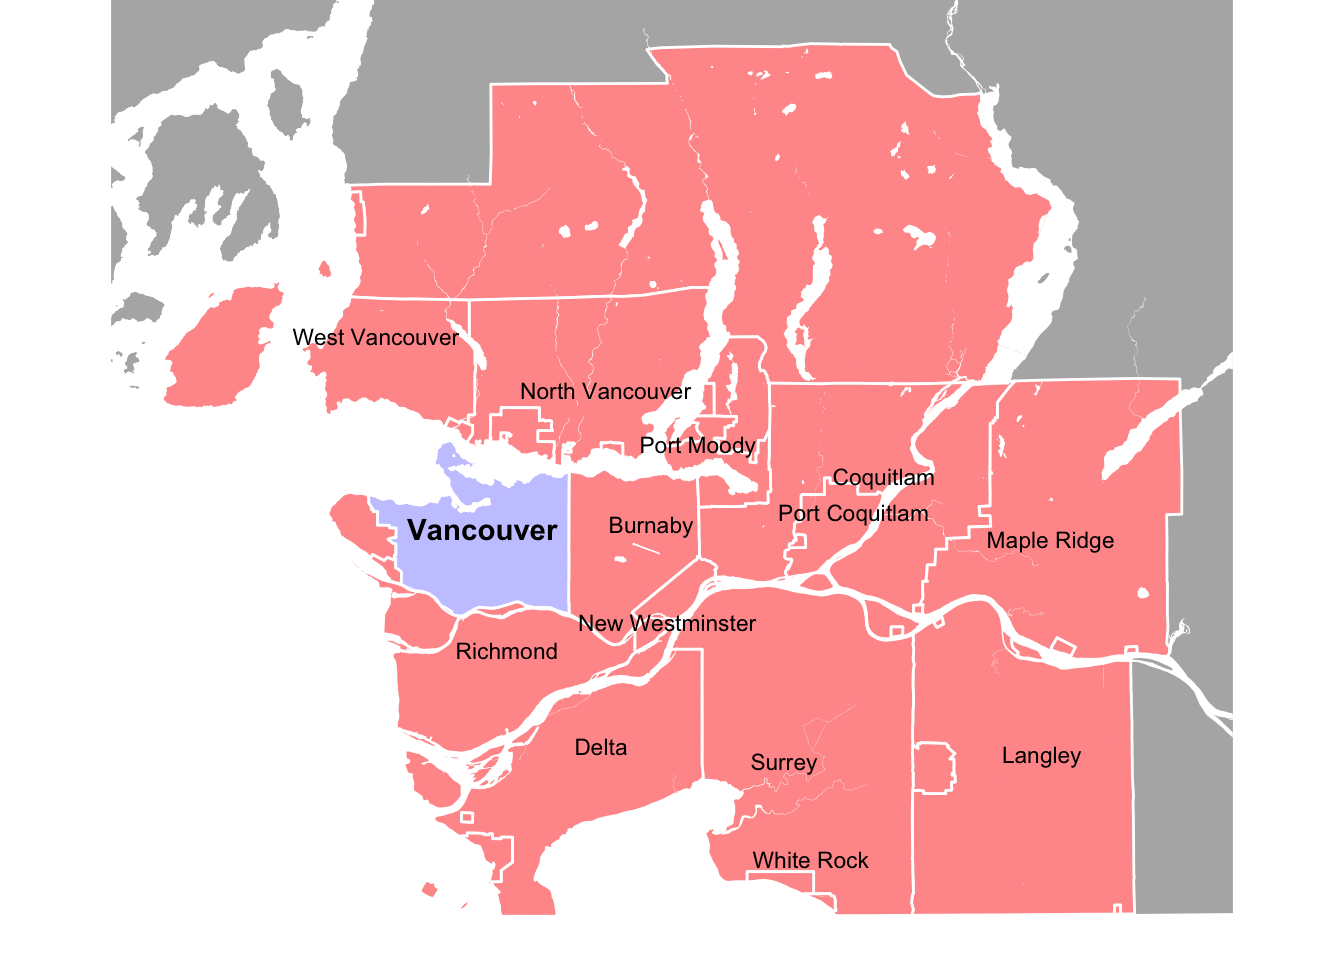 West Vancouver
North Vancouver
Port Moody
Coquitlam
Port Coquitlam
Vancouver
Burnaby
Maple Ridge
New Westminster
Richmond
Delta
Surrey
Langley
White Rock